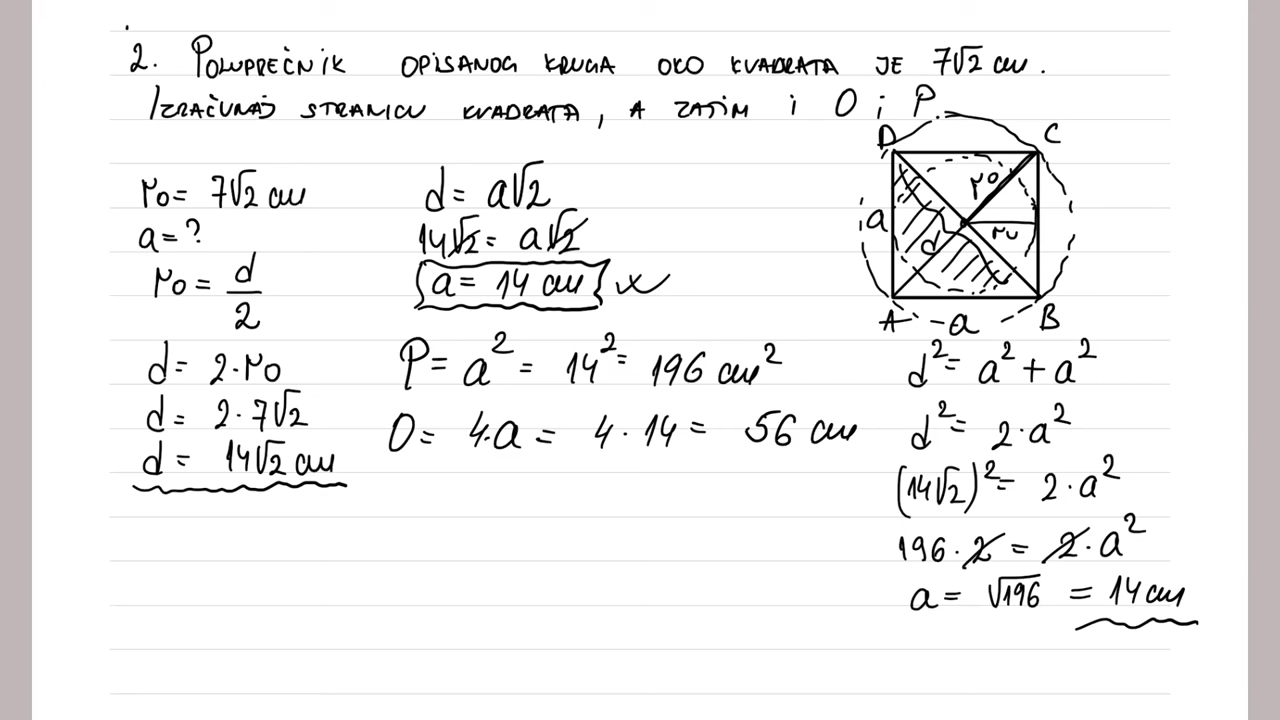 2. POLUPREČNIK OPISANOG KRUGA OKO KVADRATA JE 7√2 cm.
IZRAČUNAJ STRANICU KVADRATA, A ZATIM I O I P.
r₀ = 7√2 cm
a = ?
r₀ = d/2
d = 2·r₀
d = 2·7√2
d = 14√2 cm
d = a√2
14√2 = a√2
a = 14 cm
P = a² = 14² = 196 cm²
O = 4·a = 4·14 = 56 cm
D C
r₀
a
d
A a B
d² = a² + a²
d² = 2·a²
(14√2)² = 2·a²
196·2 = 2·a²
a = √196 = 14 cm